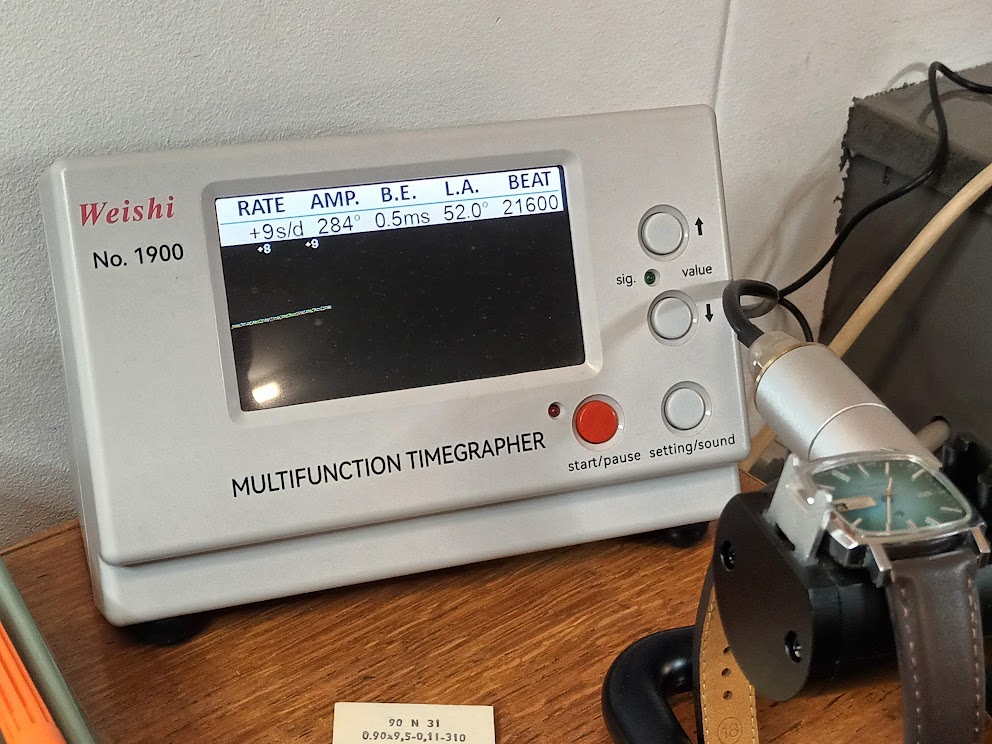 Weishi
No. 1900
RATE AMP. B.E. L.A. BEAT
+9s/d 284° 0.5ms 52.0° 21600
+8 +9
↑
sig. value
↓
start/pause setting/sound
MULTIFUNCTION TIMEGRAPHER
90 N 31
0.90x9,5-0,11-310
18